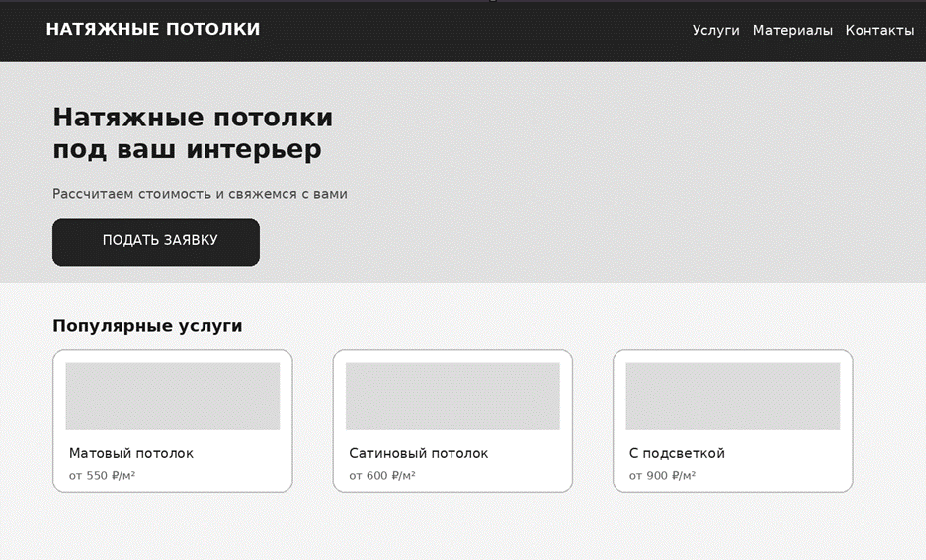 НАТЯЖНЫЕ ПОТОЛКИ
Услуги Материалы Контакты
Натяжные потолки
под ваш интерьер
Рассчитаем стоимость и свяжемся с вами
ПОДАТЬ ЗАЯВКУ
Популярные услуги
Матовый потолок
от 550 ₽/м²
Сатиновый потолок
от 600 ₽/м²
С подсветкой
от 900 ₽/м²